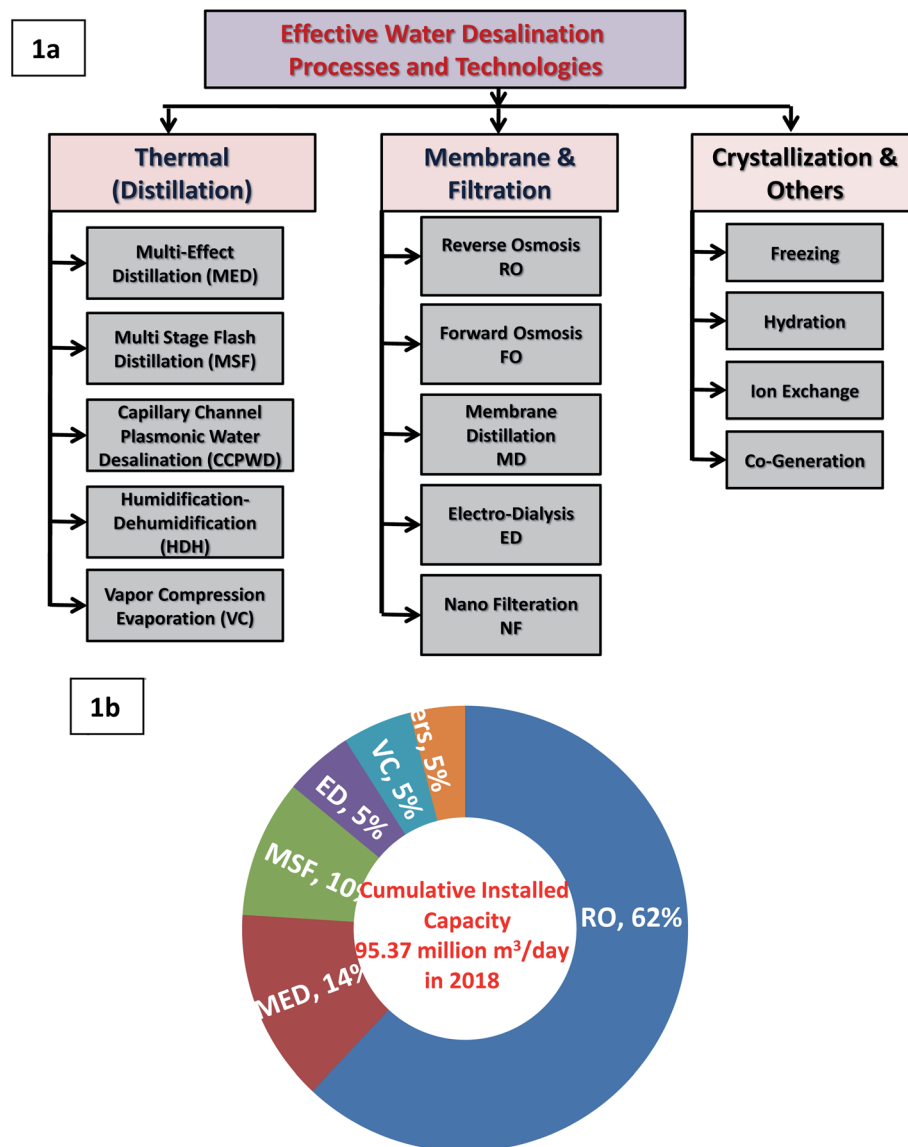 1a
Effective Water Desalination
Processes and Technologies
Thermal
(Distillation)
Multi-Effect
Distillation (MED)
Multi Stage Flash
Distillation (MSF)
Capillary Channel
Plasmonic Water
Desalination (CCPWD)
Humidification-
Dehumidification
(HDH)
Vapor Compression
Evaporation (VC)
Membrane &
Filtration
Reverse Osmosis
RO
Forward Osmosis
FO
Membrane
Distillation
MD
Electro-Dialysis
ED
Nano Filteration
NF
Crystallization &
Others
Freezing
Hydration
Ion Exchange
Co-Generation
1b
RO, 62%
MED, 14%
MSF, 10%
ED, 5%
VC, 5%
ers, 5%
Cumulative Installed
Capacity
95.37 million m³/day
in 2018